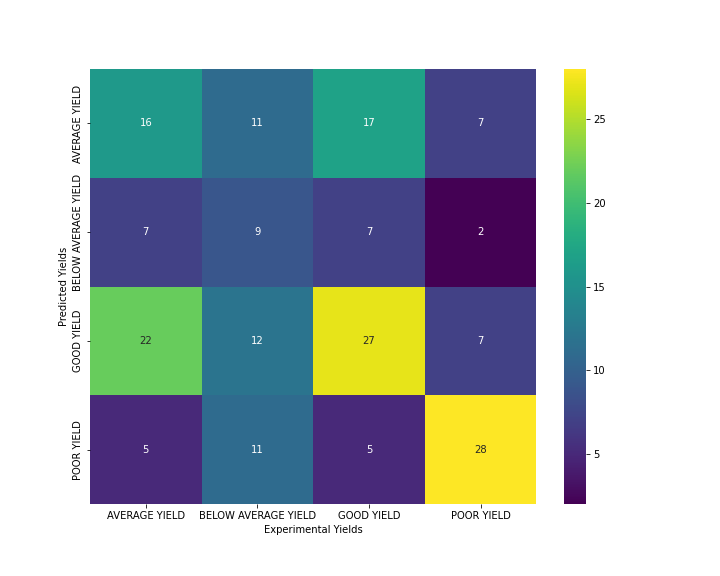 AVERAGE YIELD
16 11 17 7
BELOW AVERAGE YIELD
7 9 7 2
GOOD YIELD
22 12 27 7
POOR YIELD
5 11 5 28
Predicted Yields
AVERAGE YIELD BELOW AVERAGE YIELD GOOD YIELD POOR YIELD
Experimental Yields
25
20
15
10
5